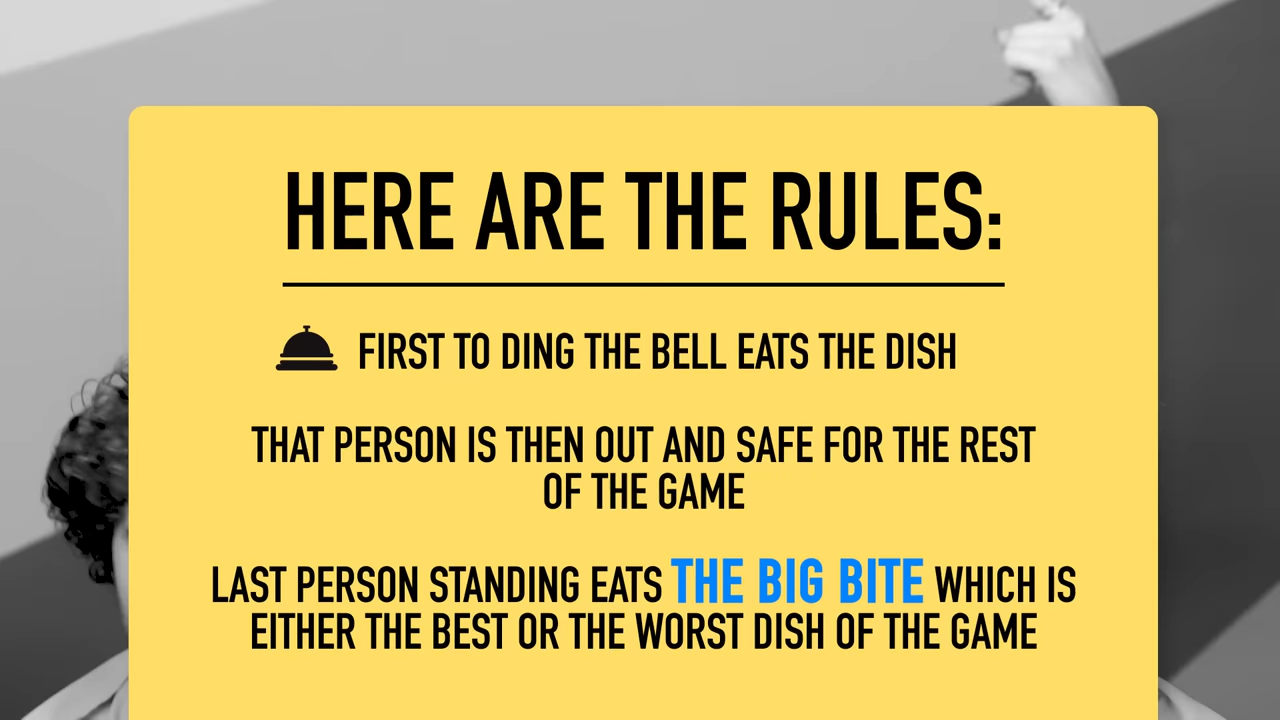 HERE ARE THE RULES:
FIRST TO DING THE BELL EATS THE DISH
THAT PERSON IS THEN OUT AND SAFE FOR THE REST
OF THE GAME
LAST PERSON STANDING EATS THE BIG BITE WHICH IS
EITHER THE BEST OR THE WORST DISH OF THE GAME